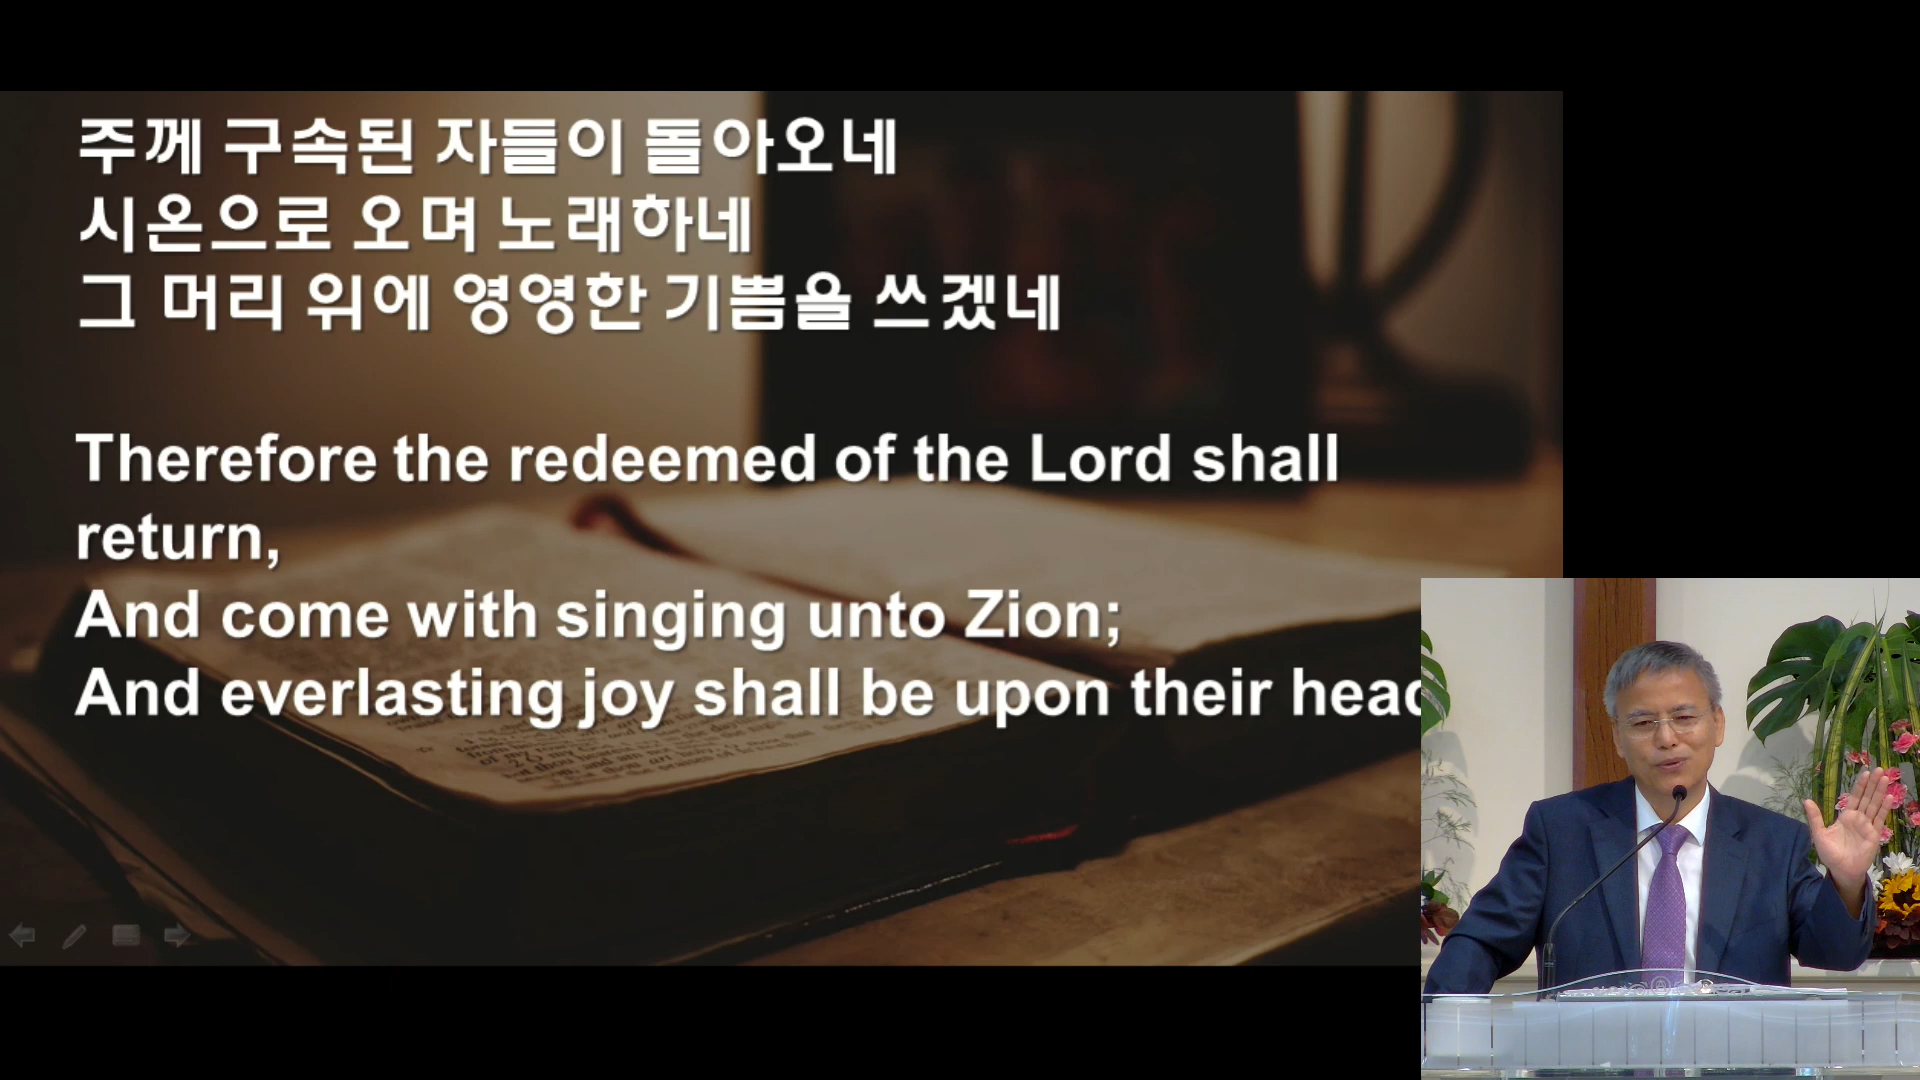 주께 구속된 자들이 돌아오네
시온으로 오며 노래하네
그 머리 위에 영영한 기쁨을 쓰겠네
Therefore the redeemed of the Lord shall
return,
And come with singing unto Zion;
And everlasting joy shall be upon their